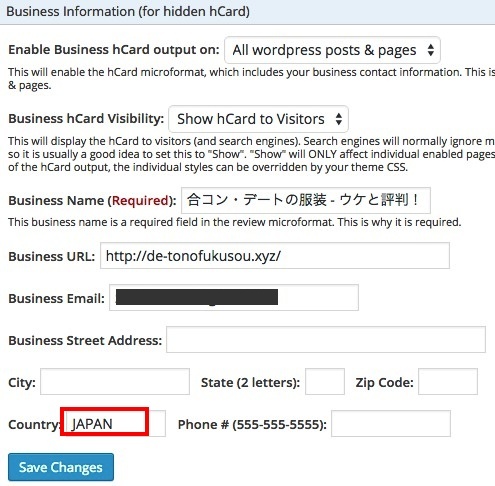 Business Information (for hidden hCard)
Enable Business hCard output on: All wordpress posts & pages
This will enable the hCard microformat, which includes your business contact information. This is
& pages.
Business hCard Visibility: Show hCard to Visitors
This will display the hCard to visitors (and search engines). Search engines will normally ignore m
so it is usually a good idea to set this to "Show". "Show" will ONLY affect individual enabled pages
of the hCard output, the individual styles can be overridden by your theme CSS.
Business Name (Required): 合コン・デートの服装 - ウケと評判！
This business name is a required field in the review microformat. This is why it is required.
Business URL: http://de-tonofukusou.xyz/
Business Email:
Business Street Address:
City: State (2 letters): Zip Code:
Country: JAPAN Phone # (555-555-5555):
Save Changes